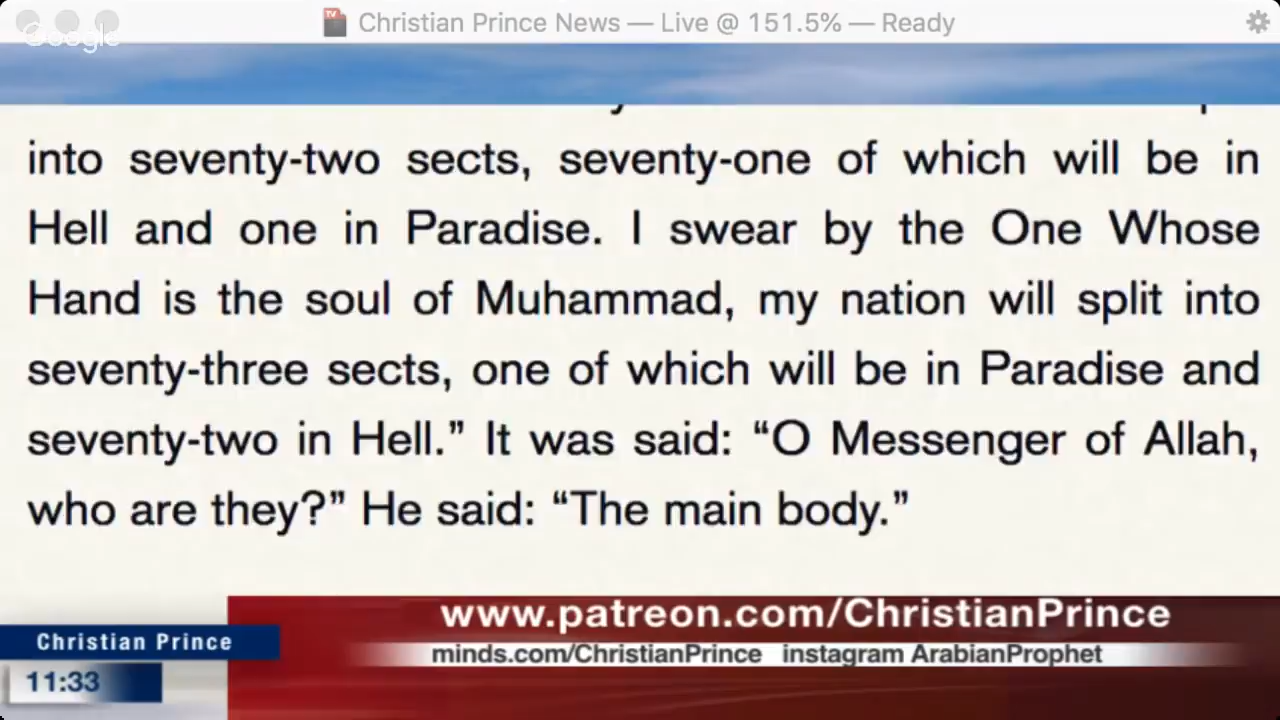 Christian Prince News — Live @ 151.5% — Ready
Google
into seventy-two sects, seventy-one of which will be in
Hell and one in Paradise. I swear by the One Whose
Hand is the soul of Muhammad, my nation will split into
seventy-three sects, one of which will be in Paradise and
seventy-two in Hell.” It was said: “O Messenger of Allah,
who are they?” He said: “The main body.”
www.patreon.com/ChristianPrince
Christian Prince
minds.com/ChristianPrince instagram ArabianProphet
11:33